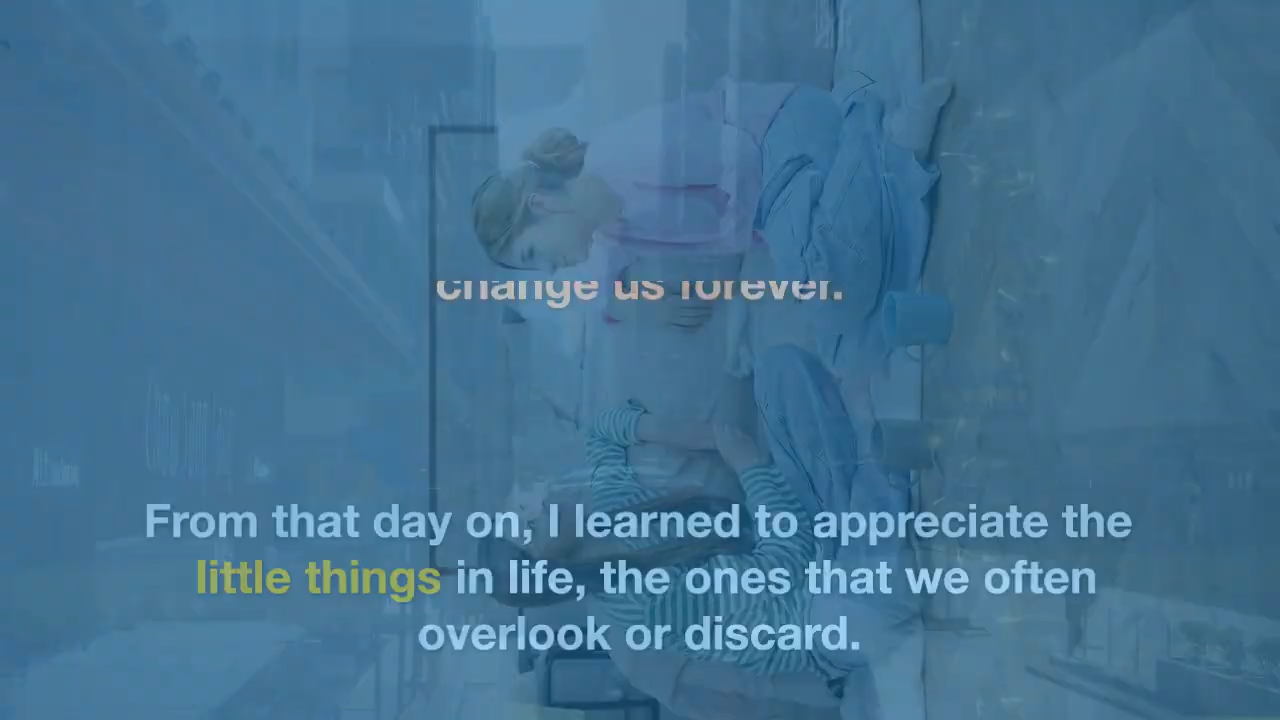 change us forever.
From that day on, I learned to appreciate the
little things in life, the ones that we often
overlook or discard.